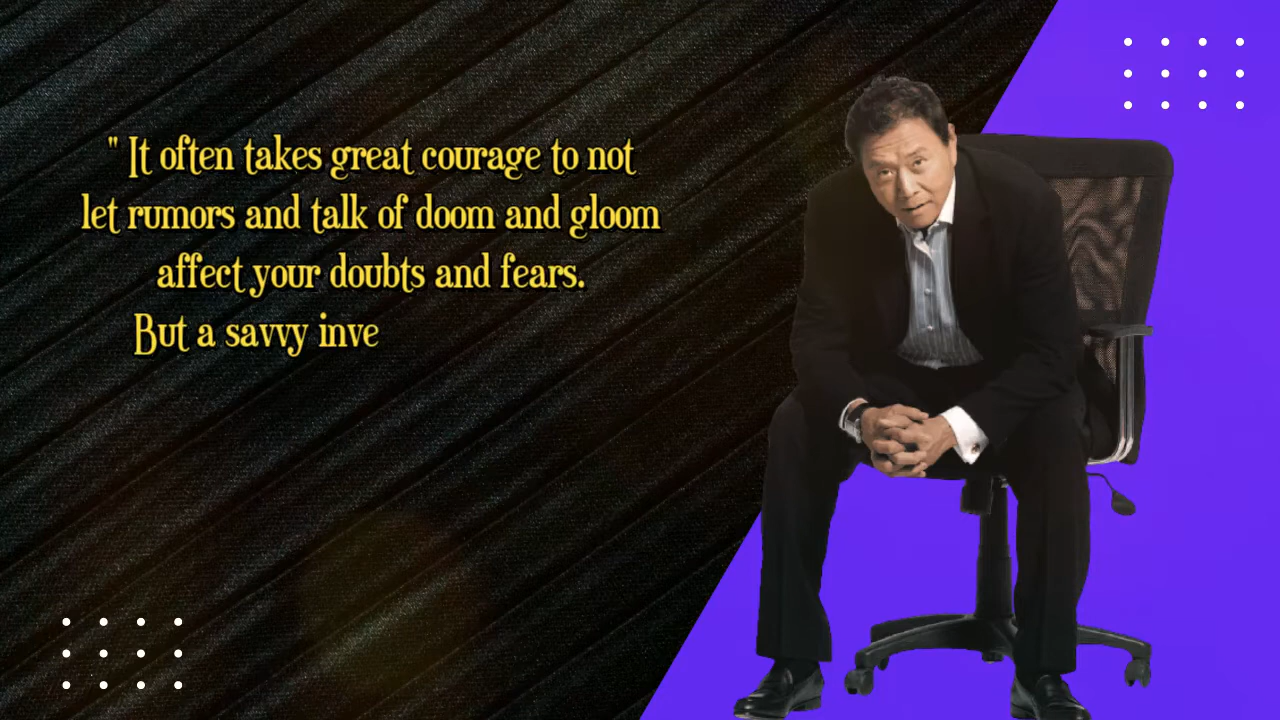 " It often takes great courage to not
let rumors and talk of doom and gloom
affect your doubts and fears.
But a savvy inve